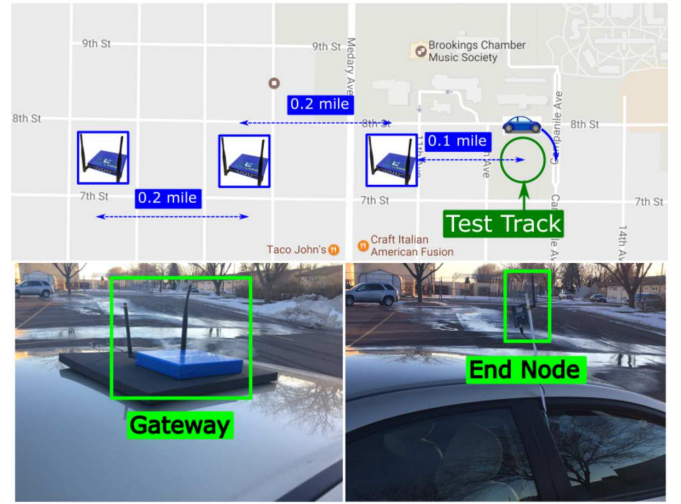 9th St
9th St
Medary Ave
Brookings Chamber
Music Society
0.2 mile
8th St
8th St
8th St
0.1 mile
Campanile Ave
0.2 mile
7th St
7th St
7th St
Test Track
14th Ave
Taco John's
Craft Italian
American Fusion
Gateway
End Node